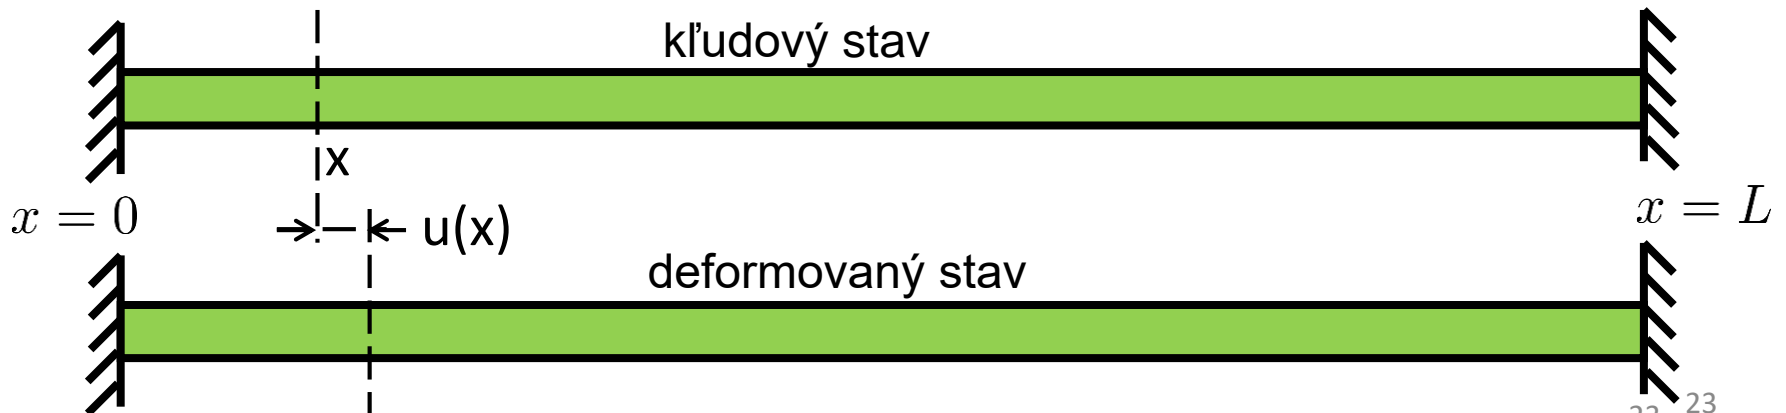 kľudový stav
x
x = 0
u(x)
x = L
deformovaný stav
23